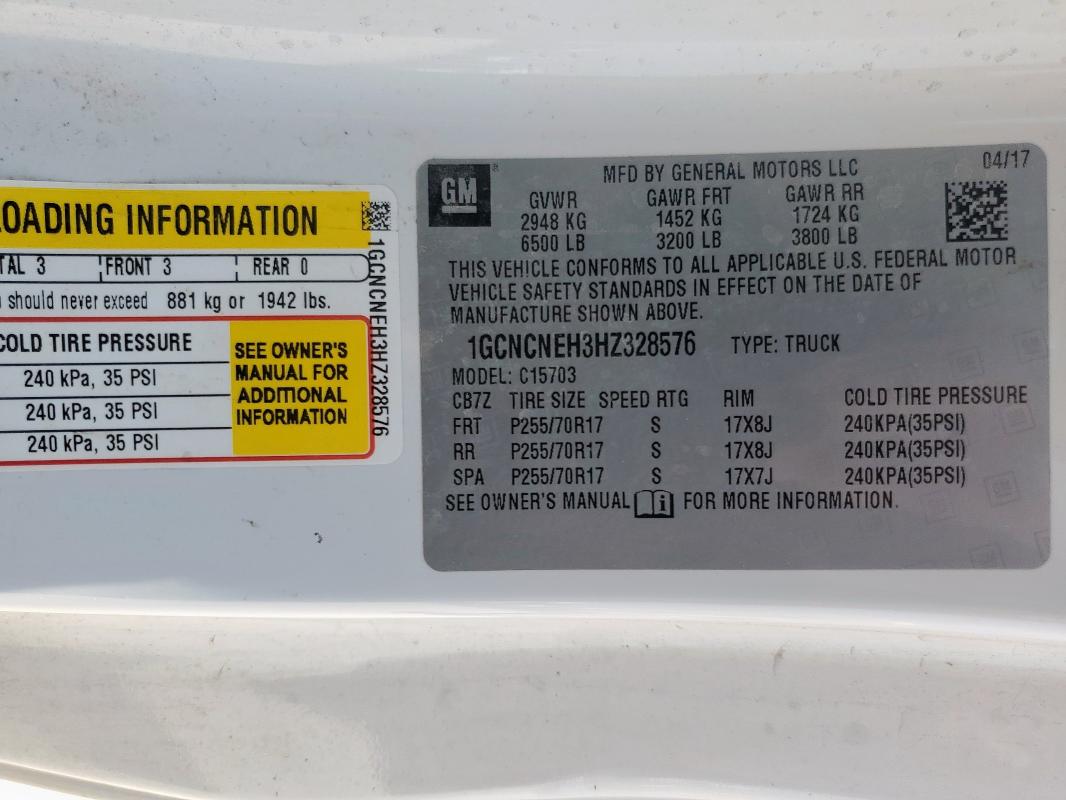 LOADING INFORMATION
TAL 3 FRONT 3 REAR 0
should never exceed 881 kg or 1942 lbs.
COLD TIRE PRESSURE
240 kPa, 35 PSI
240 kPa, 35 PSI
240 kPa, 35 PSI
SEE OWNER'S
MANUAL FOR
ADDITIONAL
INFORMATION
1GCNCNEH3HZ328576
GM
MFD BY GENERAL MOTORS LLC 04/17
GVWR GAWR FRT GAWR RR
2948 KG 1452 KG 1724 KG
6500 LB 3200 LB 3800 LB
THIS VEHICLE CONFORMS TO ALL APPLICABLE U.S. FEDERAL MOTOR
VEHICLE SAFETY STANDARDS IN EFFECT ON THE DATE OF
MANUFACTURE SHOWN ABOVE.
1GCNCNEH3HZ328576 TYPE: TRUCK
MODEL: C15703
CB7Z TIRE SIZE SPEED RTG RIM COLD TIRE PRESSURE
FRT P255/70R17 S 17X8J 240KPA(35PSI)
RR P255/70R17 S 17X8J 240KPA(35PSI)
SPA P255/70R17 S 17X7J 240KPA(35PSI)
SEE OWNER'S MANUAL i FOR MORE INFORMATION.